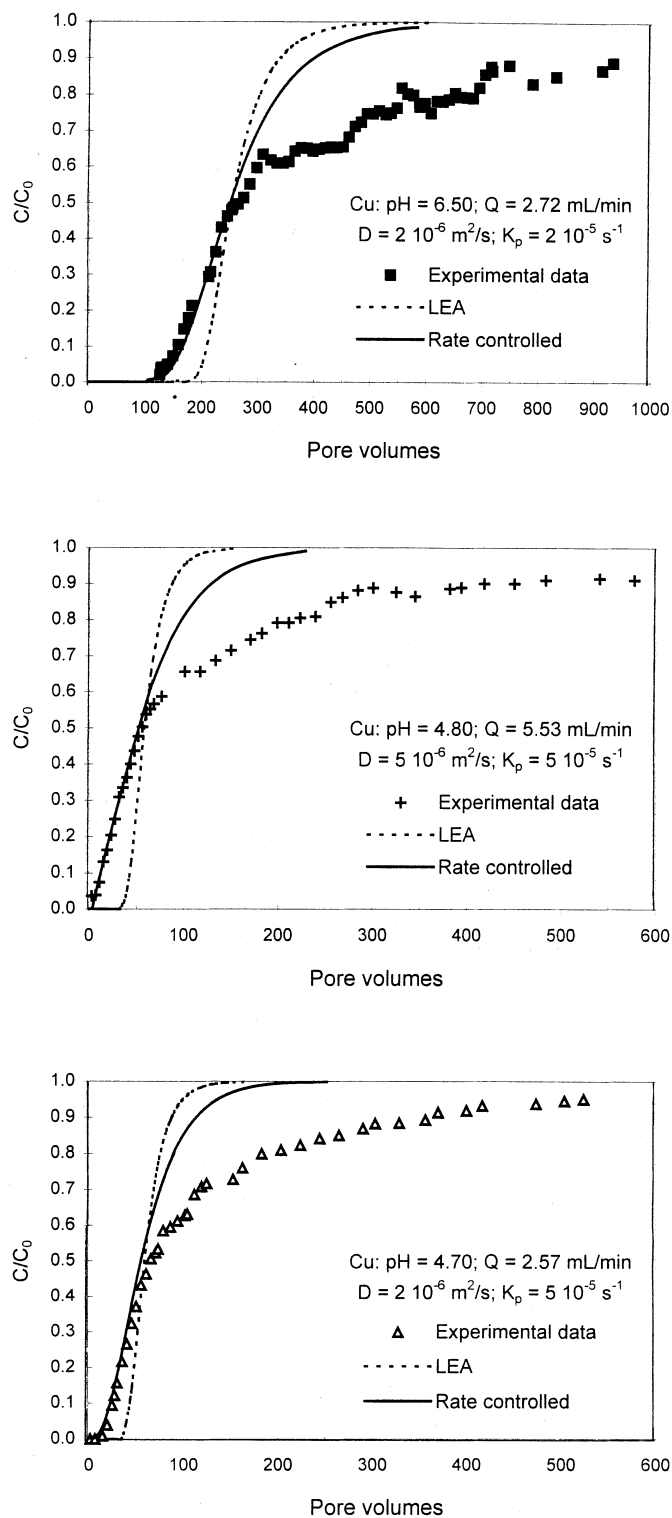 1.0
0.9
0.8
0.7
0.6
0.5
0.4
0.3
0.2
0.1
0.0
C/C₀
Cu: pH = 6.50; Q = 2.72 mL/min
D = 2 10⁻⁶ m²/s; Kₚ = 2 10⁻⁵ s⁻¹
Experimental data
LEA
Rate controlled
0 100 200 300 400 500 600 700 800 900 1000
Pore volumes
1.0
0.9
0.8
0.7
0.6
0.5
0.4
0.3
0.2
0.1
0.0
C/C₀
Cu: pH = 4.80; Q = 5.53 mL/min
D = 5 10⁻⁶ m²/s; Kₚ = 5 10⁻⁵ s⁻¹
Experimental data
LEA
Rate controlled
0 100 200 300 400 500 600
Pore volumes
1.0
0.9
0.8
0.7
0.6
0.5
0.4
0.3
0.2
0.1
0.0
C/C₀
Cu: pH = 4.70; Q = 2.57 mL/min
D = 2 10⁻⁶ m²/s; Kₚ = 5 10⁻⁵ s⁻¹
Experimental data
LEA
Rate controlled
0 100 200 300 400 500 600
Pore volumes